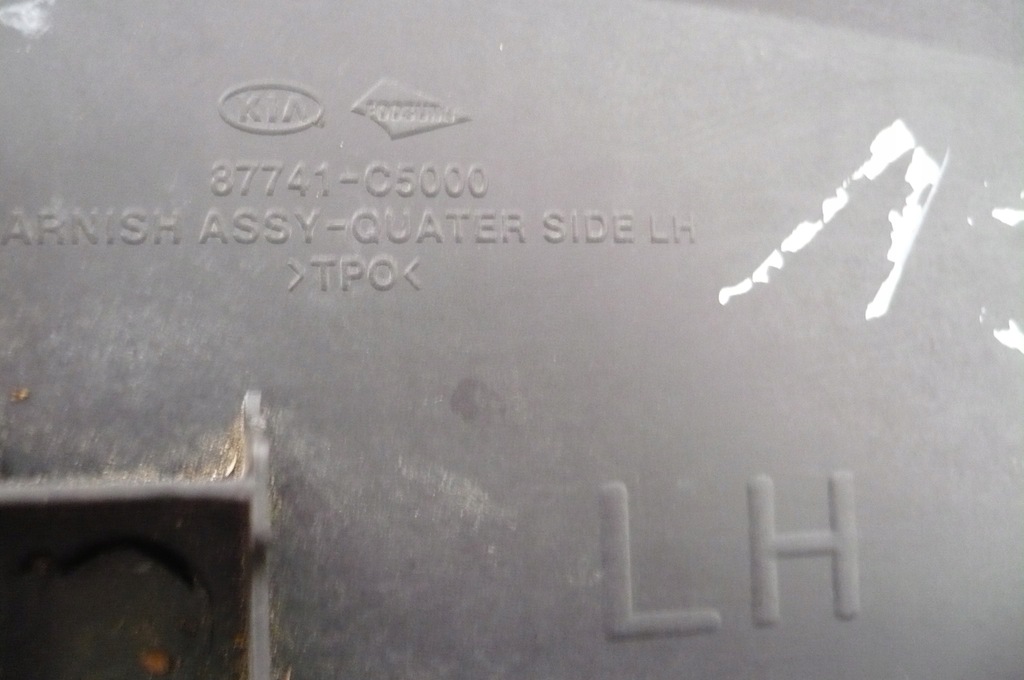 KIA
87741-C5000
ARNISH ASSY-QUATER SIDE LH
>TPO<
LH